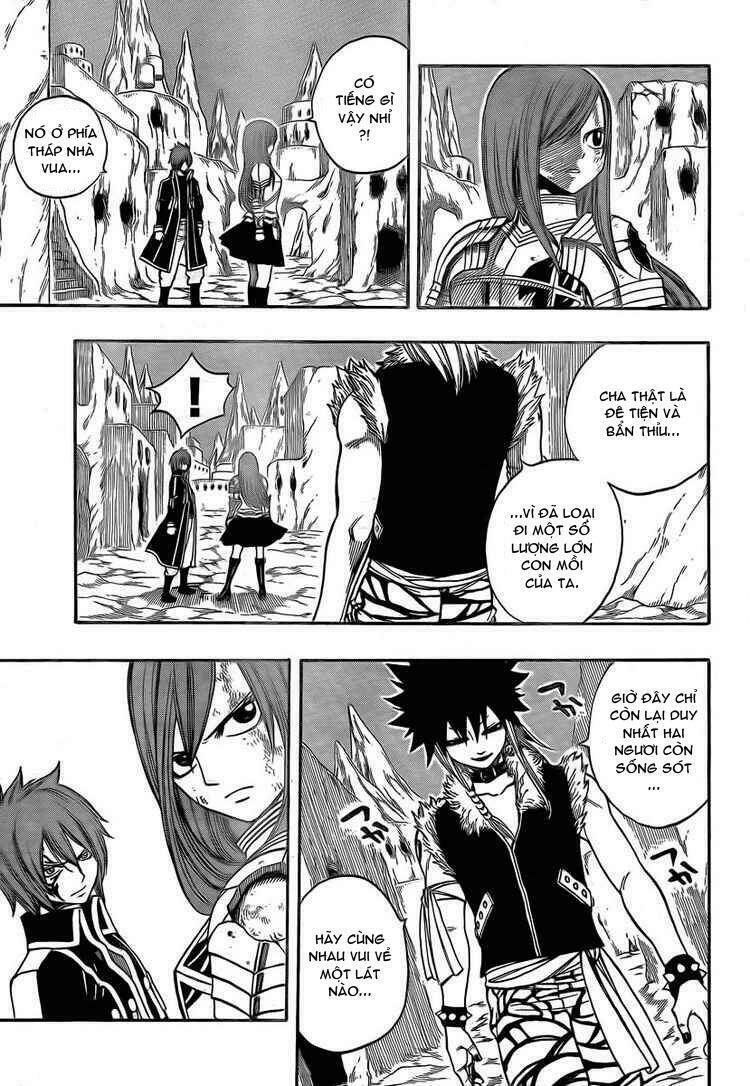 CÓ
TIẾNG GÌ
VẬY NHỈ
?!
NÓ Ở PHÍA
THÁP NHÀ
VUA...
!
CHA THẬT LÀ
ĐÊ TIỆN VÀ
BẨN THỈU...
...VÌ ĐÃ LOẠI
ĐI MỘT SỐ
LƯỢNG LỚN
CON MỒI
CỦA TA.
GIỜ ĐÂY CHỈ
CÒN LẠI DUY
NHẤT HAI
NGƯƠI CÒN
SỐNG SÓT
...
HÃY CÙNG
NHAU VUI VẺ
MỘT LÁT
NÀO...